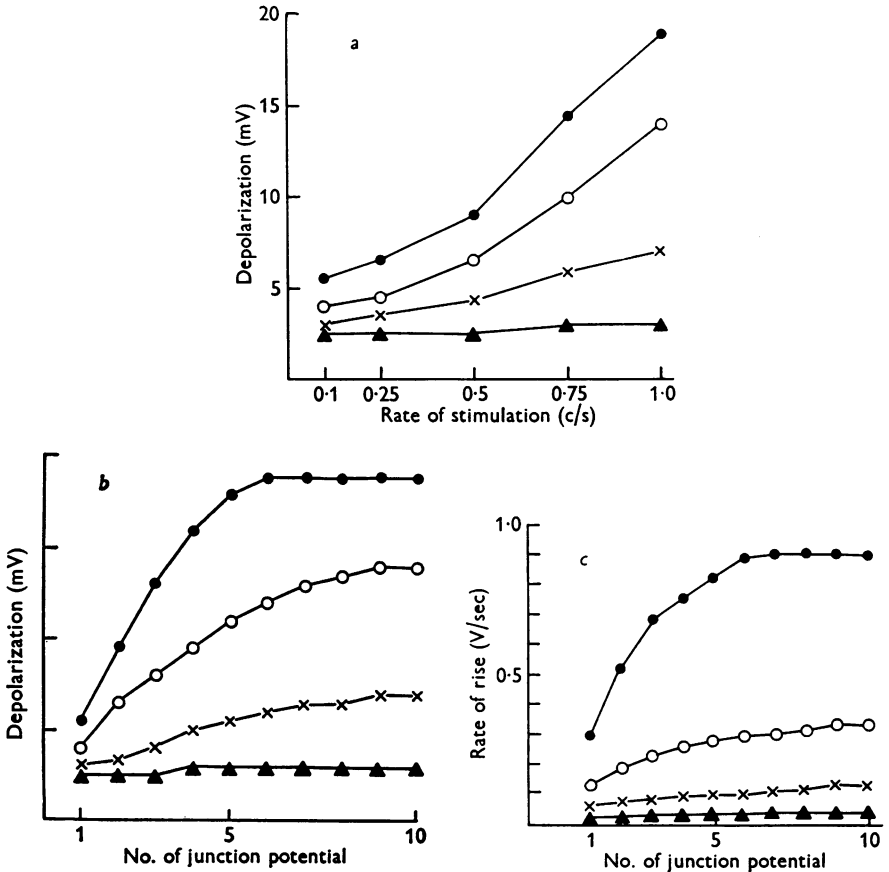 20
a
15
10
5
Depolarization (mV)
0·1 0·25 0·5 0·75 1·0
Rate of stimulation (c/s)
b
Depolarization (mV)
1 5 10
No. of junction potential
1·0
c
0·5
Rate of rise (V/sec)
1 5 10
No. of junction potential